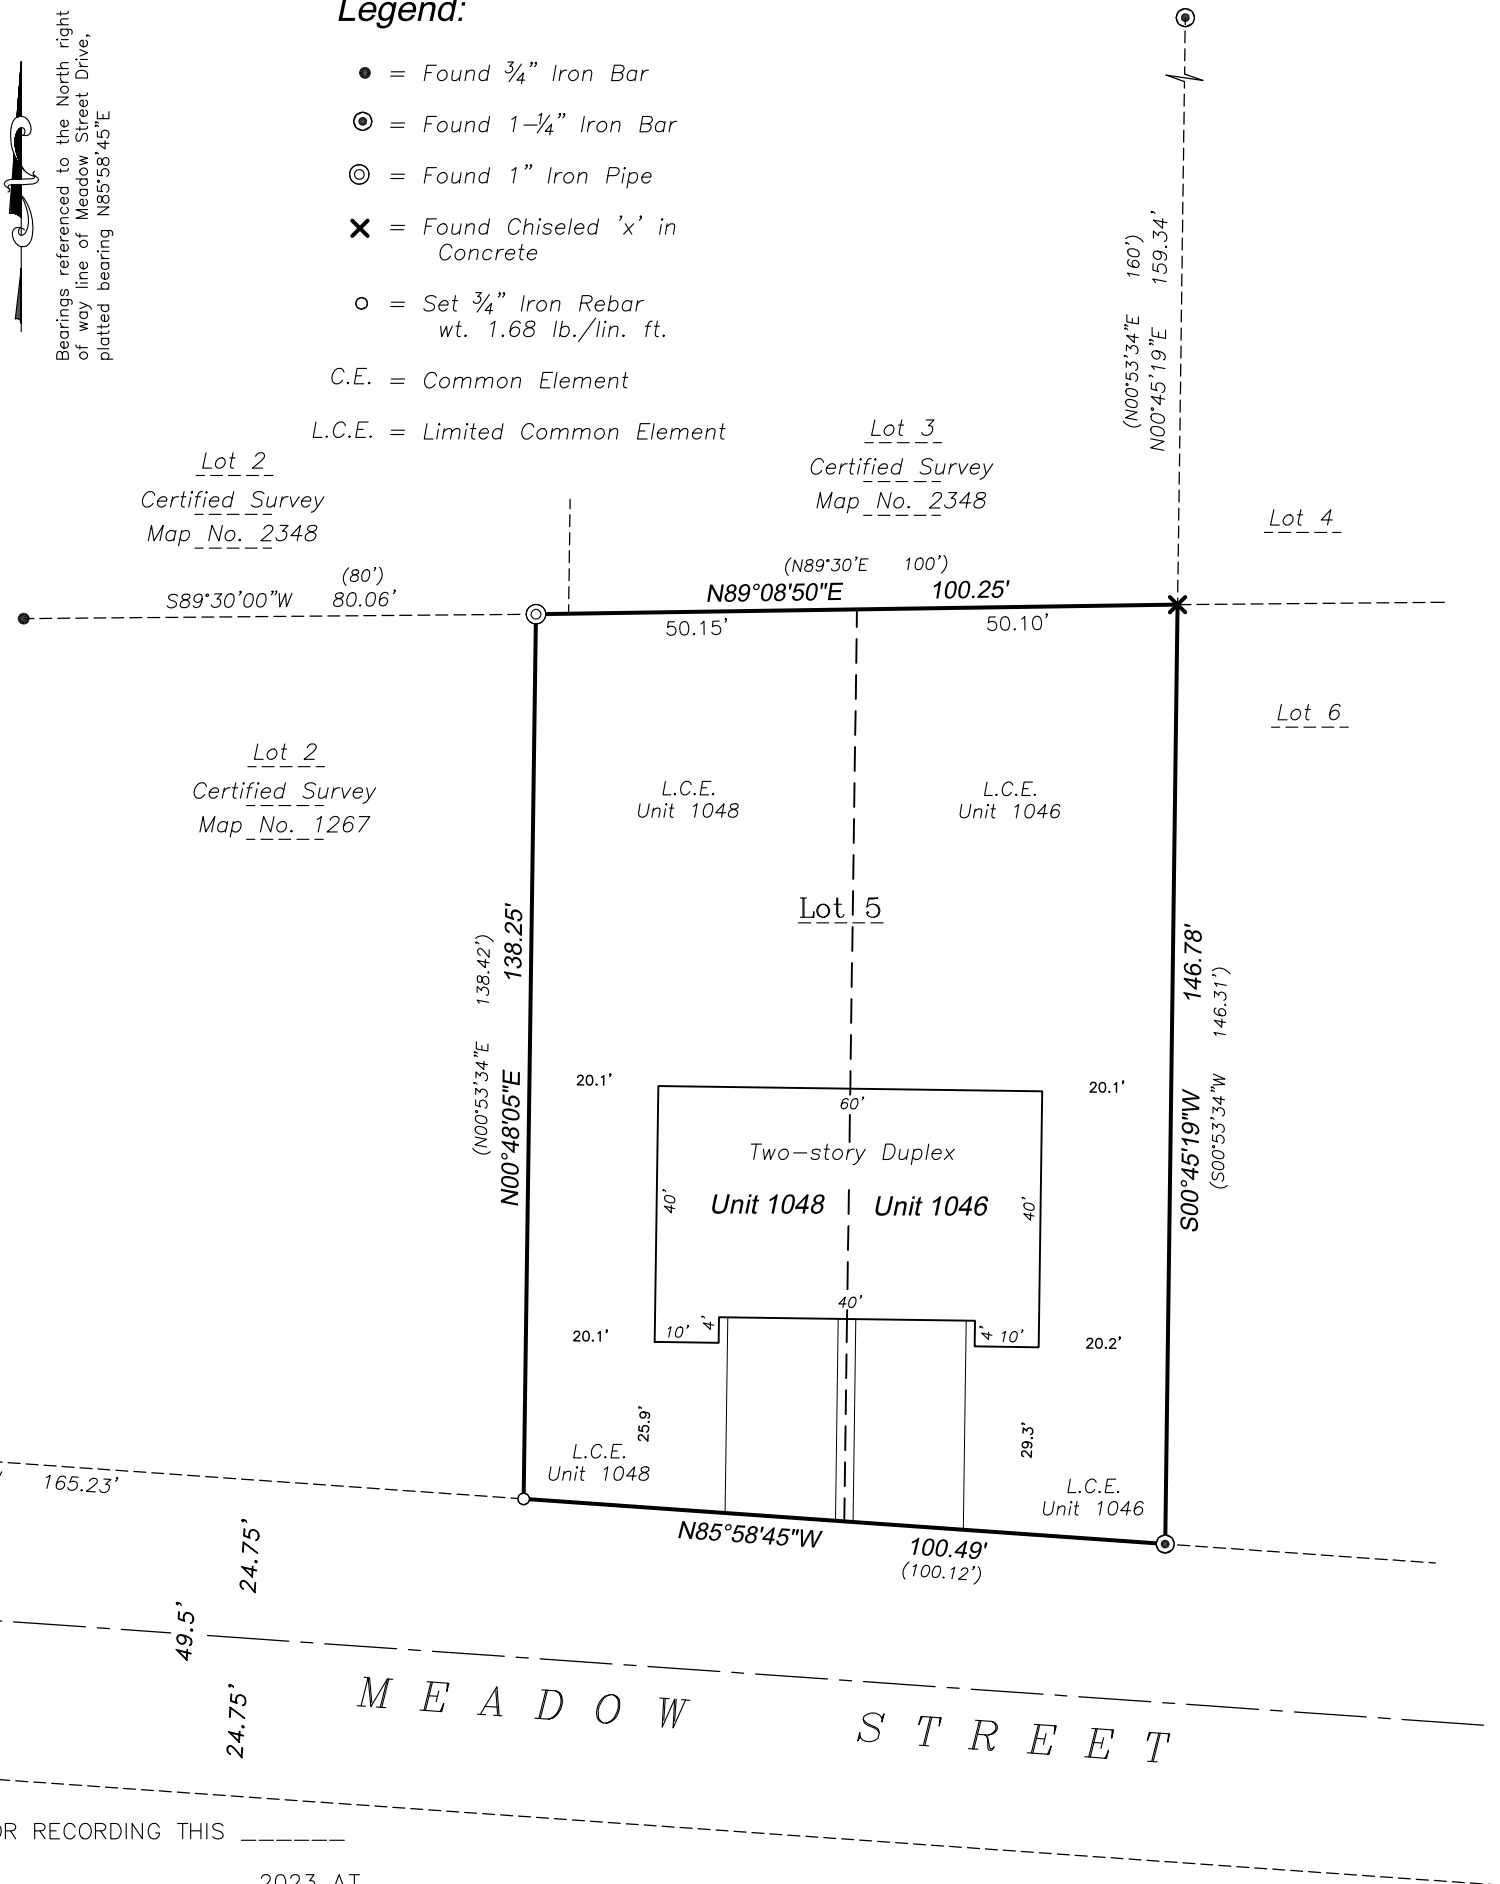 Legend:
= Found 3/4" Iron Bar
= Found 1-1/4" Iron Bar
= Found 1" Iron Pipe
= Found Chiseled 'x' in
Concrete
= Set 3/4" Iron Rebar
wt. 1.68 lb./lin. ft.
C.E. = Common Element
L.C.E. = Limited Common Element
Bearings referenced to the North right
of way line of Meadow Street Drive,
platted bearing N85°58'45"E
(N00°53'34"E 160')
N00°45'19"E 159.34'
Lot 2
Certified Survey
Map No. 2348
Lot 3
Certified Survey
Map No. 2348
Lot 4
(80')
S89°30'00"W 80.06'
(N89°30'E 100')
N89°08'50"E 100.25'
50.15'
50.10'
Lot 6
Lot 2
Certified Survey
Map No. 1267
L.C.E.
Unit 1048
L.C.E.
Unit 1046
Lot 5
(N00°53'34"E 138.42')
N00°48'05"E 138.25'
S00°45'19"W 146.78'
(S00°53'34"W 146.31')
20.1'
20.1'
60'
Two-story Duplex
40'
Unit 1048
Unit 1046
40'
40'
10'
4'
4'
10'
20.1'
20.2'
25.9'
29.3'
L.C.E.
Unit 1048
L.C.E.
Unit 1046
165.23'
N85°58'45"W 100.49'
(100.12')
24.75'
49.5'
24.75'
MEADOW STREET
OR RECORDING THIS ______
2023 AT